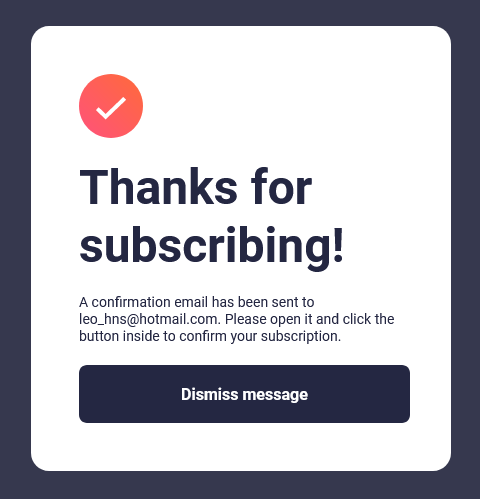 Thanks for
subscribing!
A confirmation email has been sent to
leo_hns@hotmail.com. Please open it and click the
button inside to confirm your subscription.
Dismiss message